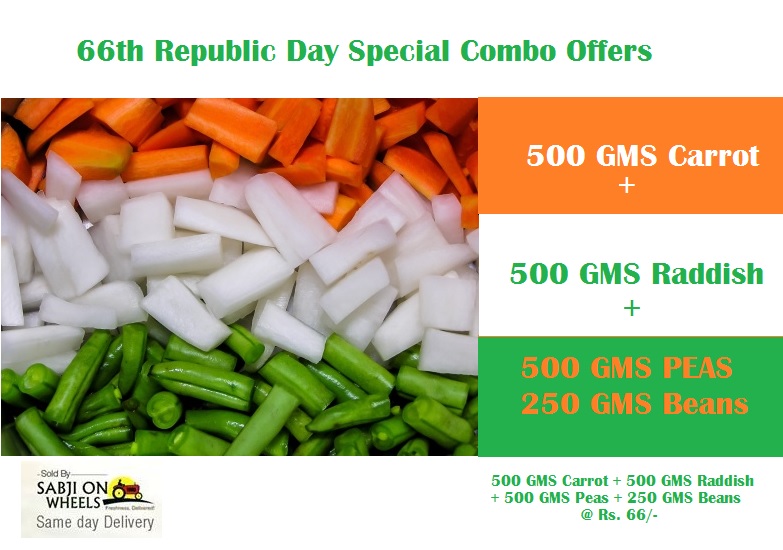 66th Republic Day Special Combo Offers
500 GMS Carrot
+
500 GMS Raddish
+
500 GMS PEAS
250 GMS Beans
Sold By
SABJI ON
WHEELS
Freshness, Delivered!
Same day Delivery
500 GMS Carrot + 500 GMS Raddish
+ 500 GMS Peas + 250 GMS Beans
@ Rs. 66/-